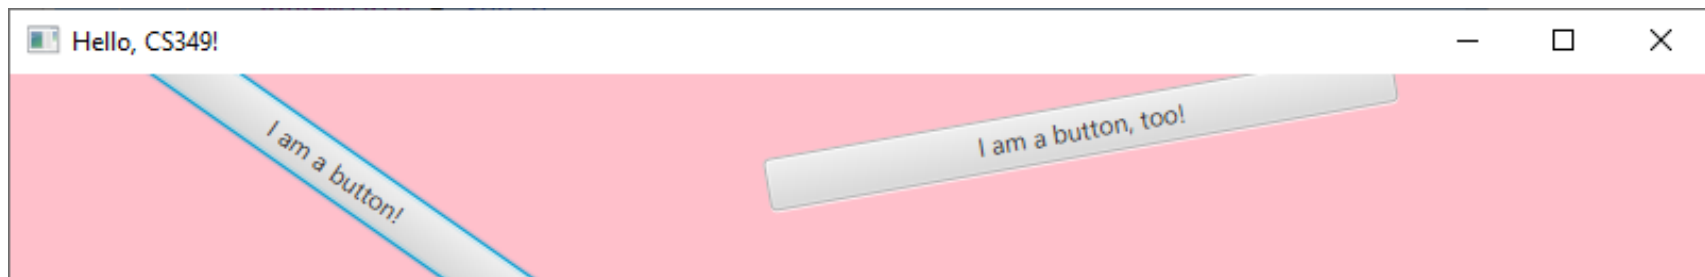 Hello, CS349!
I am a button!
I am a button, too!